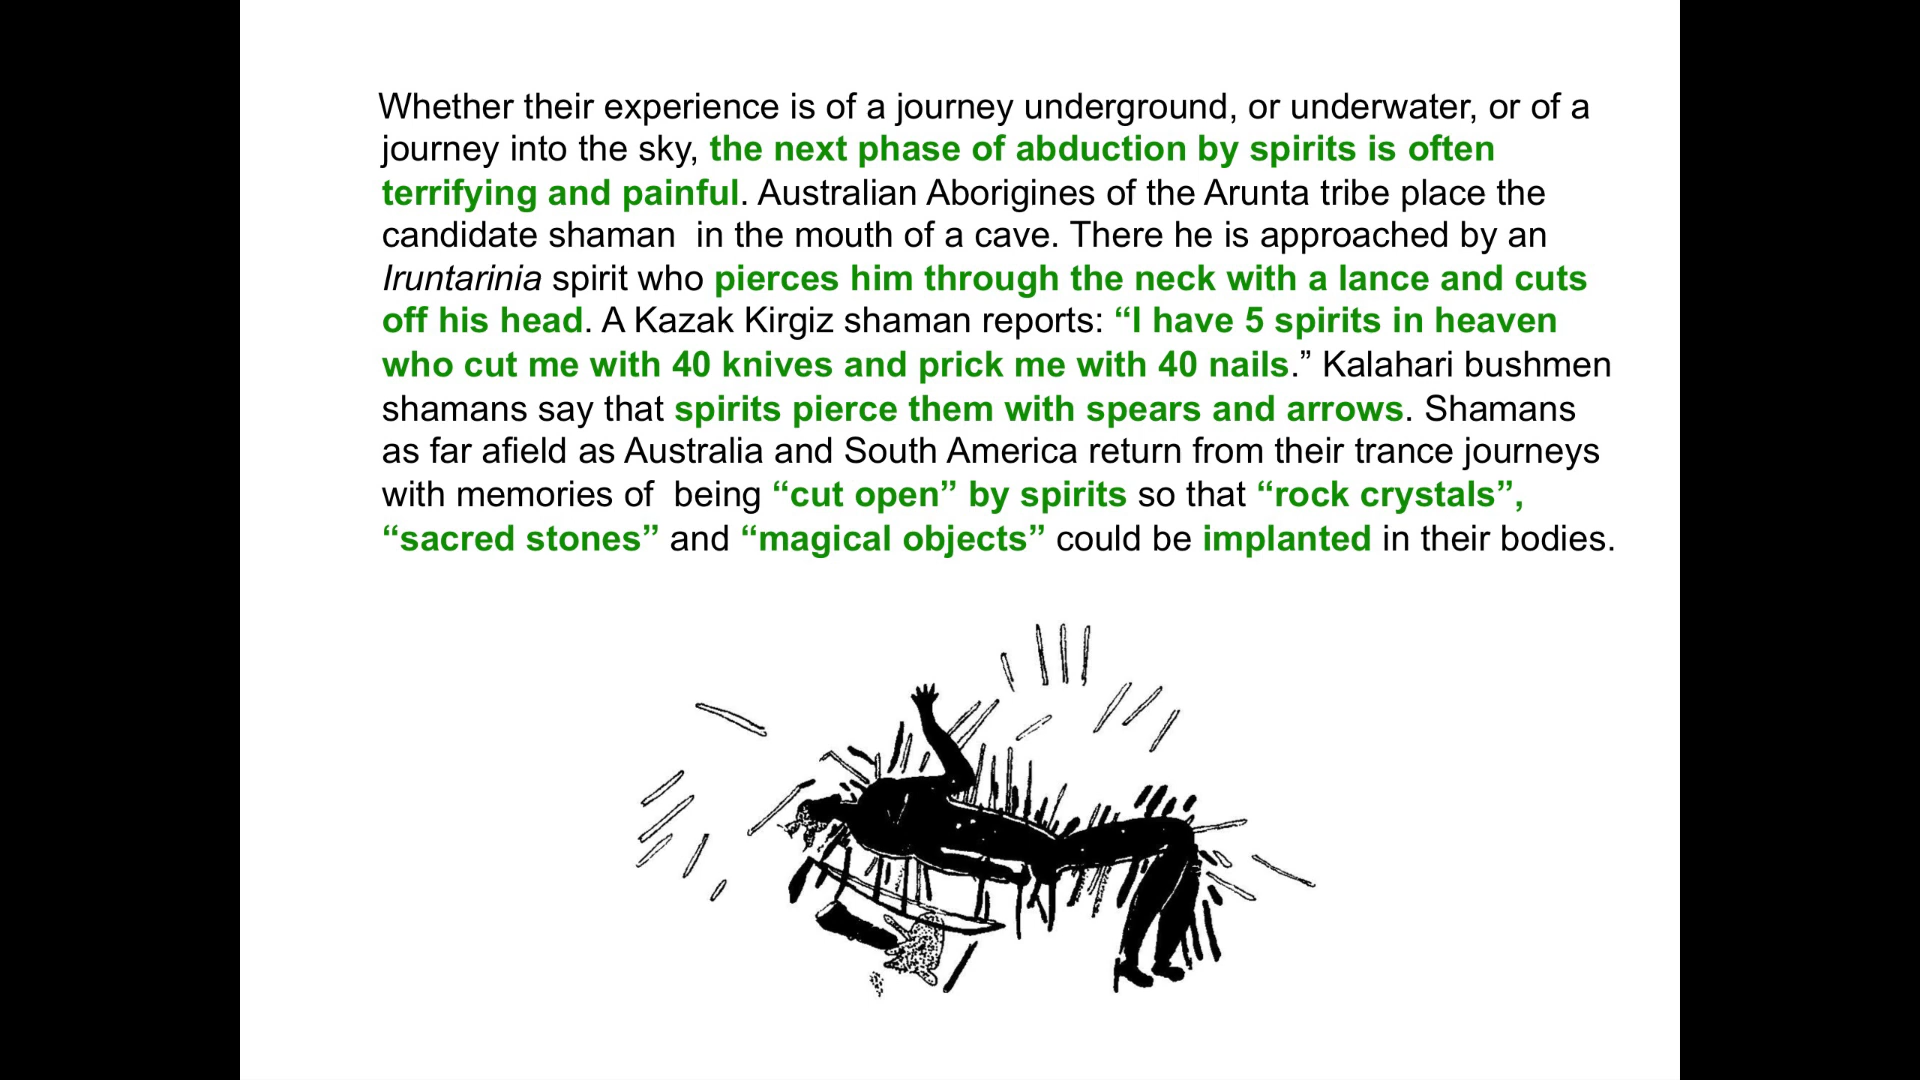 Whether their experience is of a journey underground, or underwater, or of a
journey into the sky, the next phase of abduction by spirits is often
terrifying and painful. Australian Aborigines of the Arunta tribe place the
candidate shaman  in the mouth of a cave. There he is approached by an
Iruntarinia spirit who pierces him through the neck with a lance and cuts
off his head. A Kazak Kirgiz shaman reports: “I have 5 spirits in heaven
who cut me with 40 knives and prick me with 40 nails.” Kalahari bushmen
shamans say that spirits pierce them with spears and arrows. Shamans
as far afield as Australia and South America return from their trance journeys
with memories of  being “cut open” by spirits so that “rock crystals”,
“sacred stones” and “magical objects” could be implanted in their bodies.